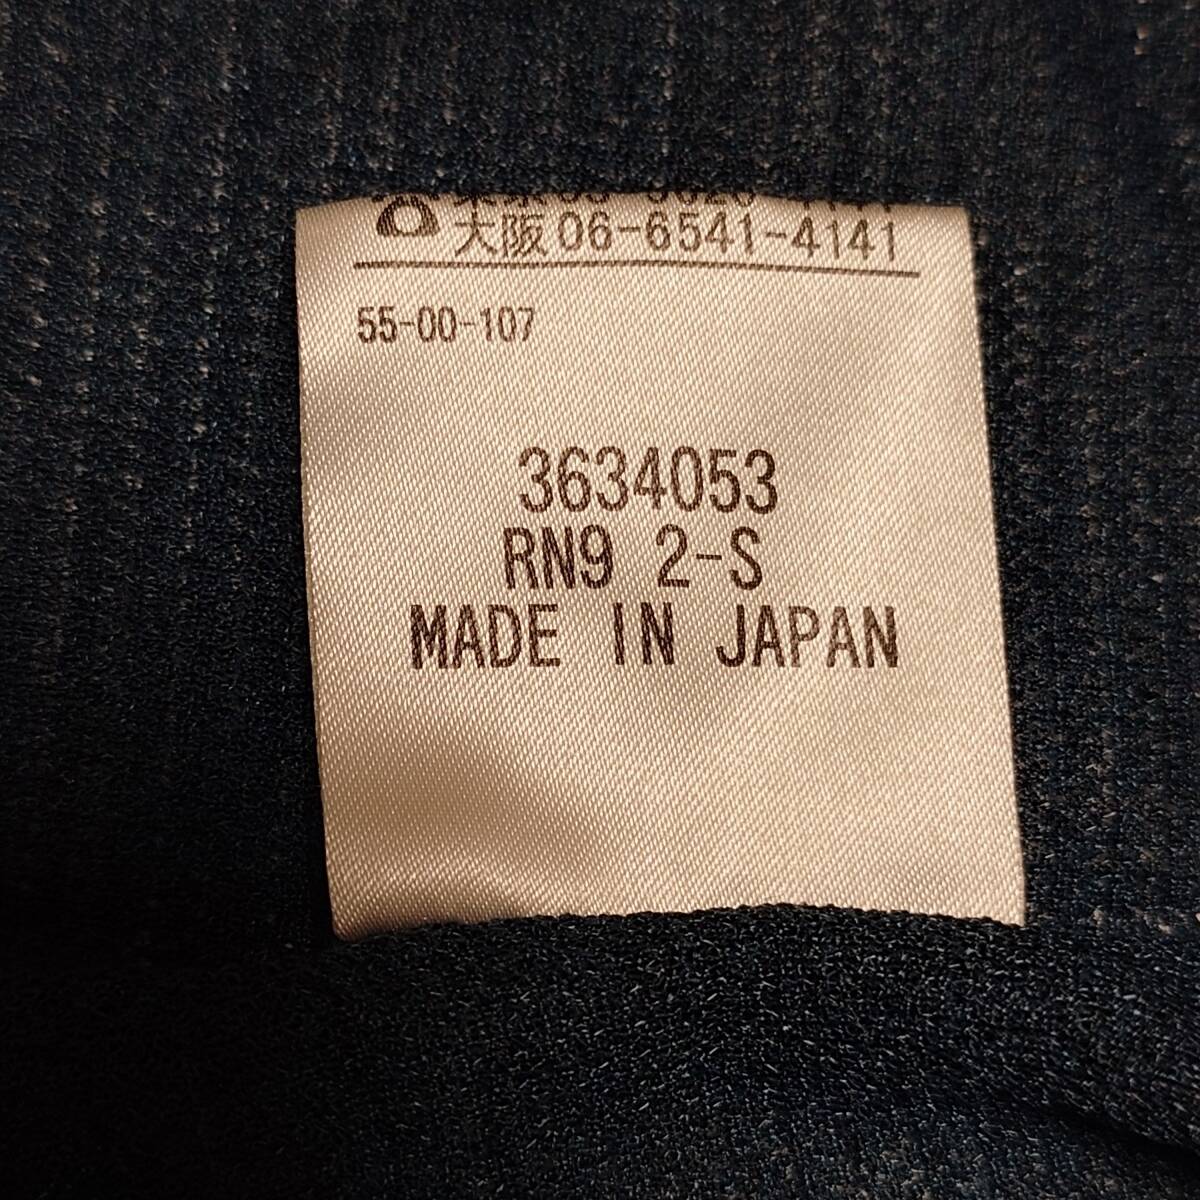 大阪06-6541-4141
55-00-107
3634053
RN9 2-S
MADE IN JAPAN